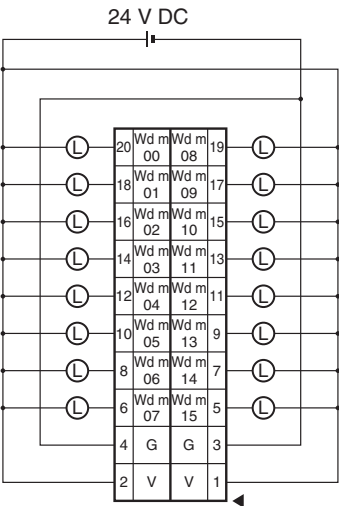 24 V DC
L 20 Wd m 00 Wd m 08 19 L
L 18 Wd m 01 Wd m 09 17 L
L 16 Wd m 02 Wd m 10 15 L
L 14 Wd m 03 Wd m 11 13 L
L 12 Wd m 04 Wd m 12 11 L
L 10 Wd m 05 Wd m 13 9 L
L 8 Wd m 06 Wd m 14 7 L
L 6 Wd m 07 Wd m 15 5 L
4 G G 3
2 V V 1